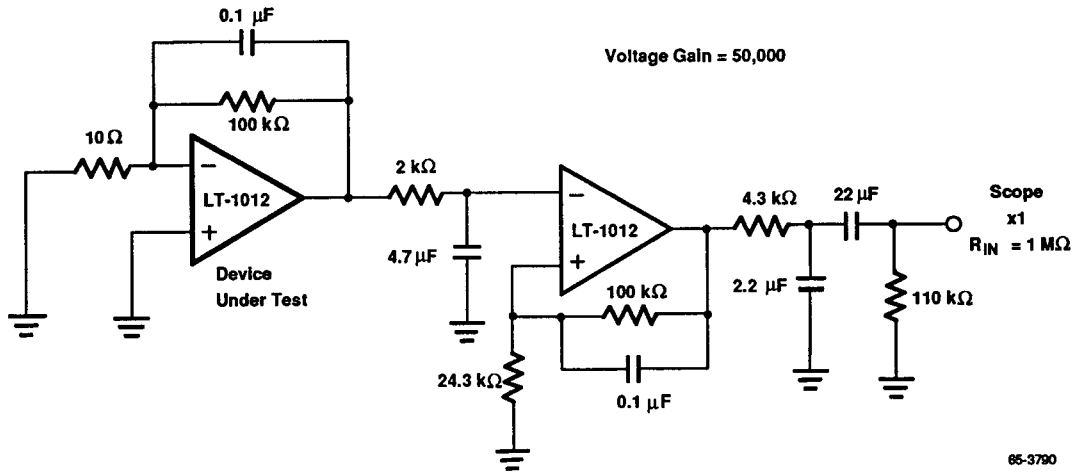 0.1 µF
Voltage Gain = 50,000
100 kΩ
10 Ω
−
LT-1012
+
Device
Under Test
2 kΩ
4.7 µF
−
LT-1012
+
100 kΩ
24.3 kΩ
0.1 µF
4.3 kΩ
22 µF
2.2 µF
110 kΩ
Scope
x1
RIN = 1 MΩ
65-3790